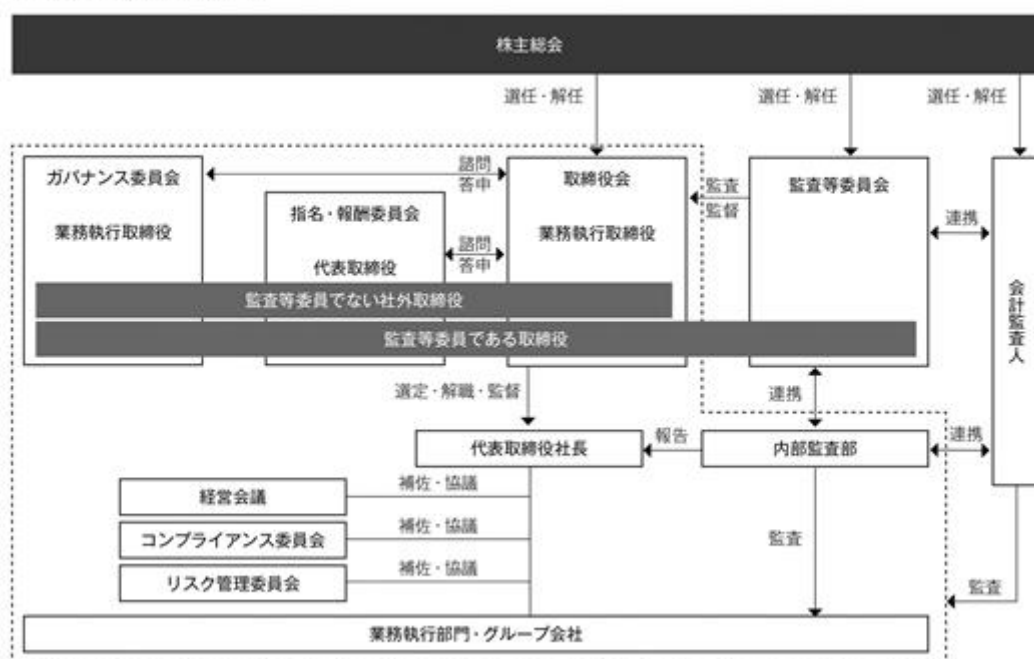 株主総会
選任・解任
選任・解任
選任・解任
ガバナンス委員会
業務執行取締役
諮問
答申
指名・報酬委員会
代表取締役
諮問
答申
取締役会
業務執行取締役
監査
監督
監査等委員会
連携
会計監査人
監査等委員でない社外取締役
監査等委員である取締役
選定・解職・監督
連携
代表取締役社長
報告
内部監査部
連携
経営会議
補佐・協議
コンプライアンス委員会
補佐・協議
リスク管理委員会
補佐・協議
監査
監査
業務執行部門・グループ会社